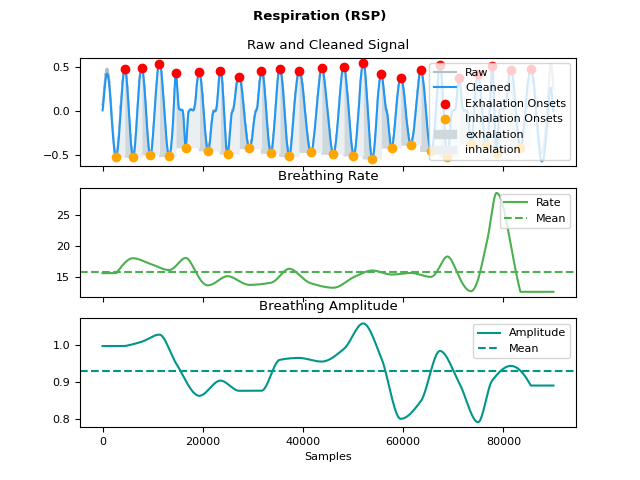 Respiration (RSP)
Raw and Cleaned Signal
0.5
0.0
−0.5
Raw
Cleaned
Exhalation Onsets
Inhalation Onsets
exhalation
inhalation
Breathing Rate
25
20
15
Rate
Mean
Breathing Amplitude
1.0
0.9
0.8
Amplitude
Mean
0 20000 40000 60000 80000
Samples